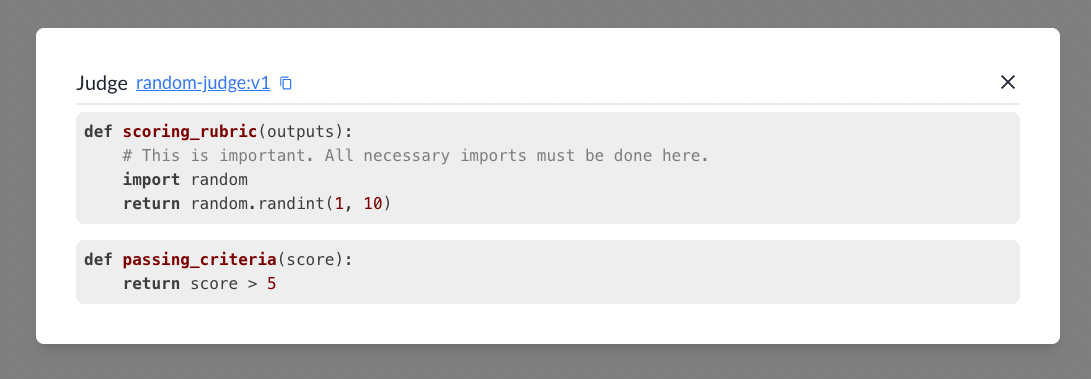 Judge random-judge:v1
def scoring_rubric(outputs):
    # This is important. All necessary imports must be done here.
    import random
    return random.randint(1, 10)
def passing_criteria(score):
    return score > 5